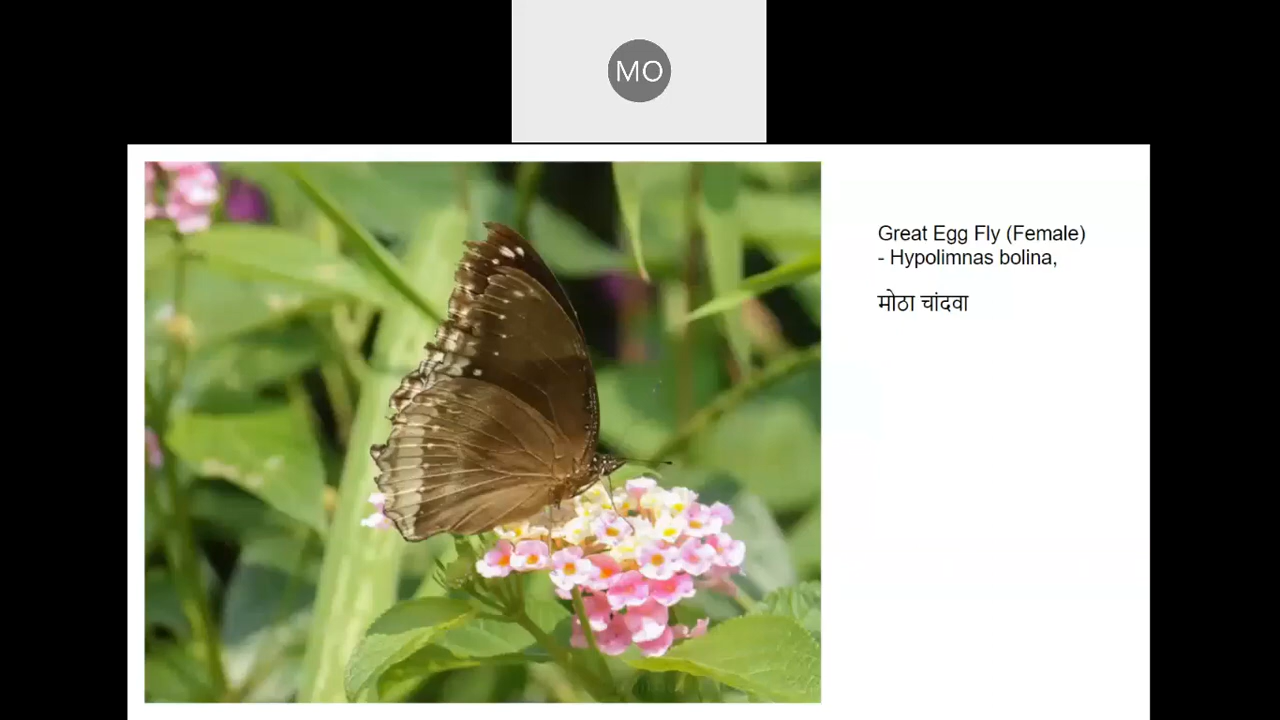 MO
Great Egg Fly (Female)
- Hypolimnas bolina,
मोठा चांदवा